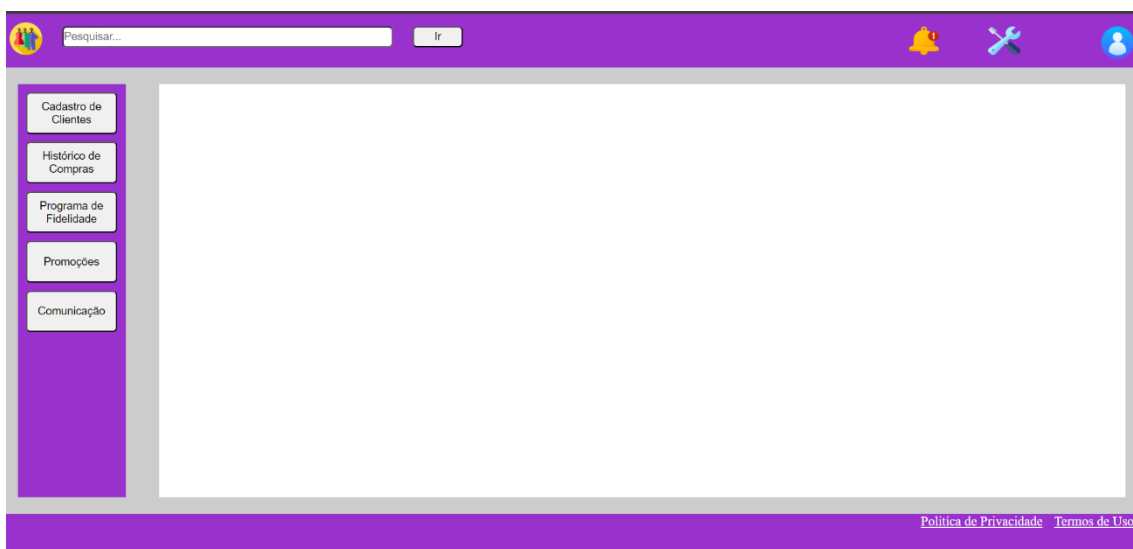 Pesquisar...
Ir
Cadastro de
Clientes
Histórico de
Compras
Programa de
Fidelidade
Promoções
Comunicação
Política de Privacidade Termos de Uso